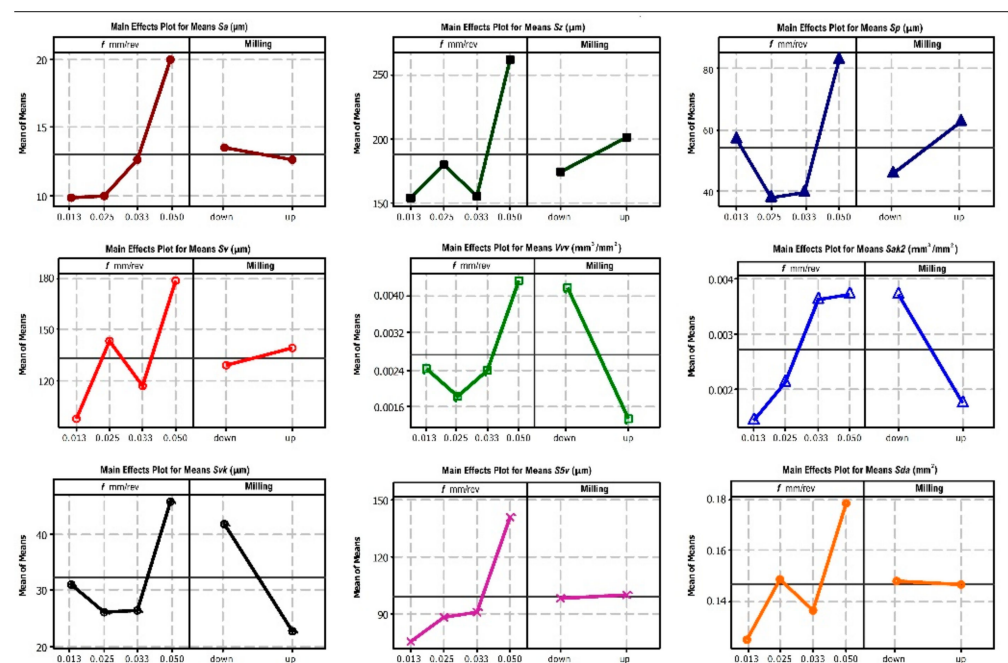 Main Effects Plot for Means Sa (µm)
f mm/rev Milling
Mean of Means
20
15
10
0.013 0.025 0.033 0.050 down up
Main Effects Plot for Means Sz (µm)
f mm/rev Milling
Mean of Means
250
200
150
0.013 0.025 0.033 0.050 down up
Main Effects Plot for Means Sp (µm)
f mm/rev Milling
Mean of Means
80
60
40
0.013 0.025 0.033 0.050 down up
Main Effects Plot for Means Sv (µm)
f mm/rev Milling
Mean of Means
180
150
120
0.013 0.025 0.033 0.050 down up
Main Effects Plot for Means Vvv (mm³/mm²)
f mm/rev Milling
Mean of Means
0.0040
0.0032
0.0024
0.0016
0.013 0.025 0.033 0.050 down up
Main Effects Plot for Means Sak2 (mm³/mm²)
f mm/rev Milling
Mean of Means
0.004
0.003
0.002
0.013 0.025 0.033 0.050 down up
Main Effects Plot for Means Svk (µm)
f mm/rev Milling
Mean of Means
40
30
20
0.013 0.025 0.033 0.050 down up
Main Effects Plot for Means S5v (µm)
f mm/rev Milling
Mean of Means
150
120
90
0.013 0.025 0.033 0.050 down up
Main Effects Plot for Means Sda (mm²)
f mm/rev Milling
Mean of Means
0.18
0.16
0.14
0.013 0.025 0.033 0.050 down up